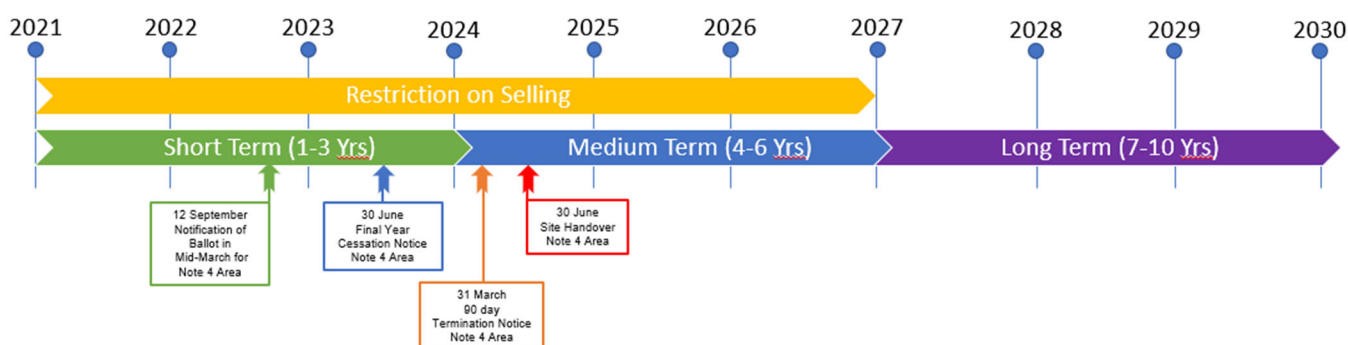 2021 2022 2023 2024 2025 2026 2027 2028 2029 2030
Restriction on Selling
Short Term (1-3 Yrs) Medium Term (4-6 Yrs) Long Term (7-10 Yrs)
12 September
Notification of
Ballot in
Mid-March for
Note 4 Area
30 June
Final Year
Cessation Notice
Note 4 Area
31 March
90 day
Termination Notice
Note 4 Area
30 June
Site Handover
Note 4 Area